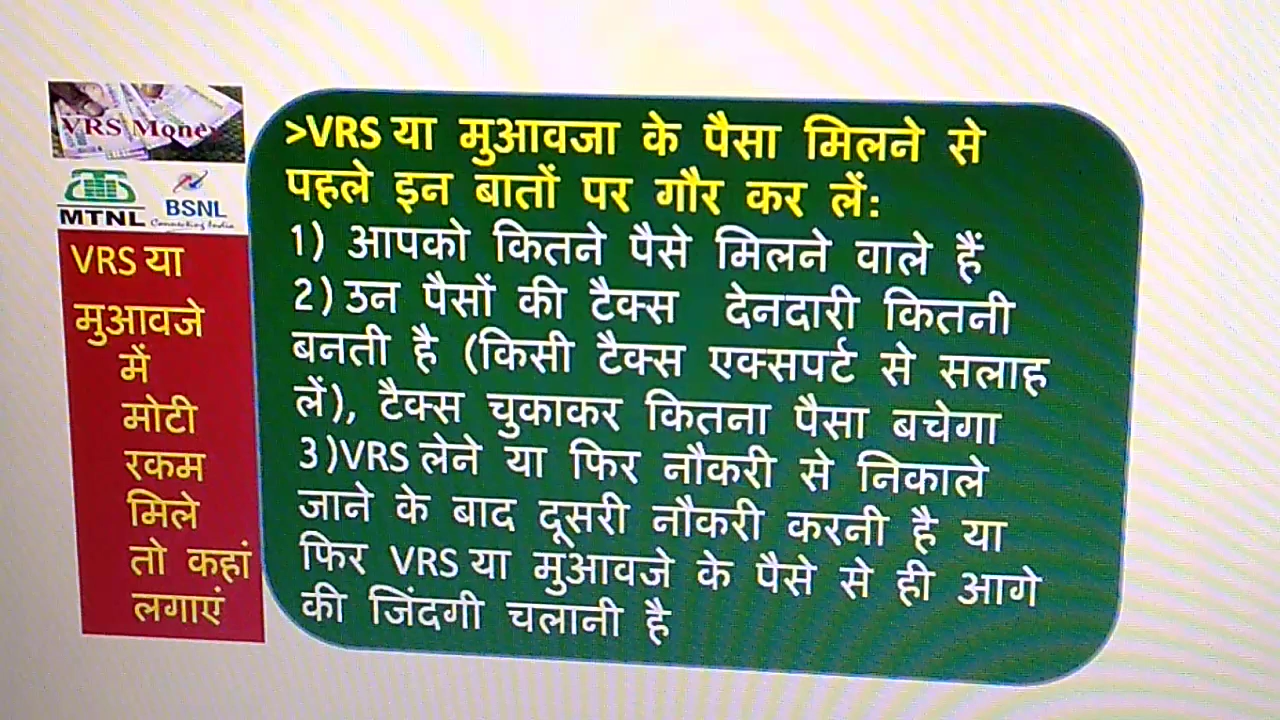 VRS Money
MTNL
BSNL
Connecting India
VRS या
मुआवजे
में
मोटी
रकम
मिले
तो कहां
लगाएं
>VRS या मुआवजा के पैसा मिलने से
पहले इन बातों पर गौर कर लें:
1) आपको कितने पैसे मिलने वाले हैं
2) उन पैसों की टैक्स देनदारी कितनी
बनती है (किसी टैक्स एक्सपर्ट से सलाह
लें), टैक्स चुकाकर कितना पैसा बचेगा
3)VRS लेने या फिर नौकरी से निकाले
जाने के बाद दूसरी नौकरी करनी है या
फिर VRS या मुआवजे के पैसे से ही आगे
की जिंदगी चलानी है